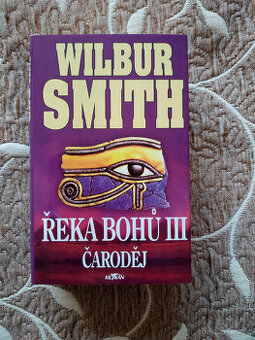 WILBUR
SMITH
ŘEKA BOHŮ III
ČARODĚJ